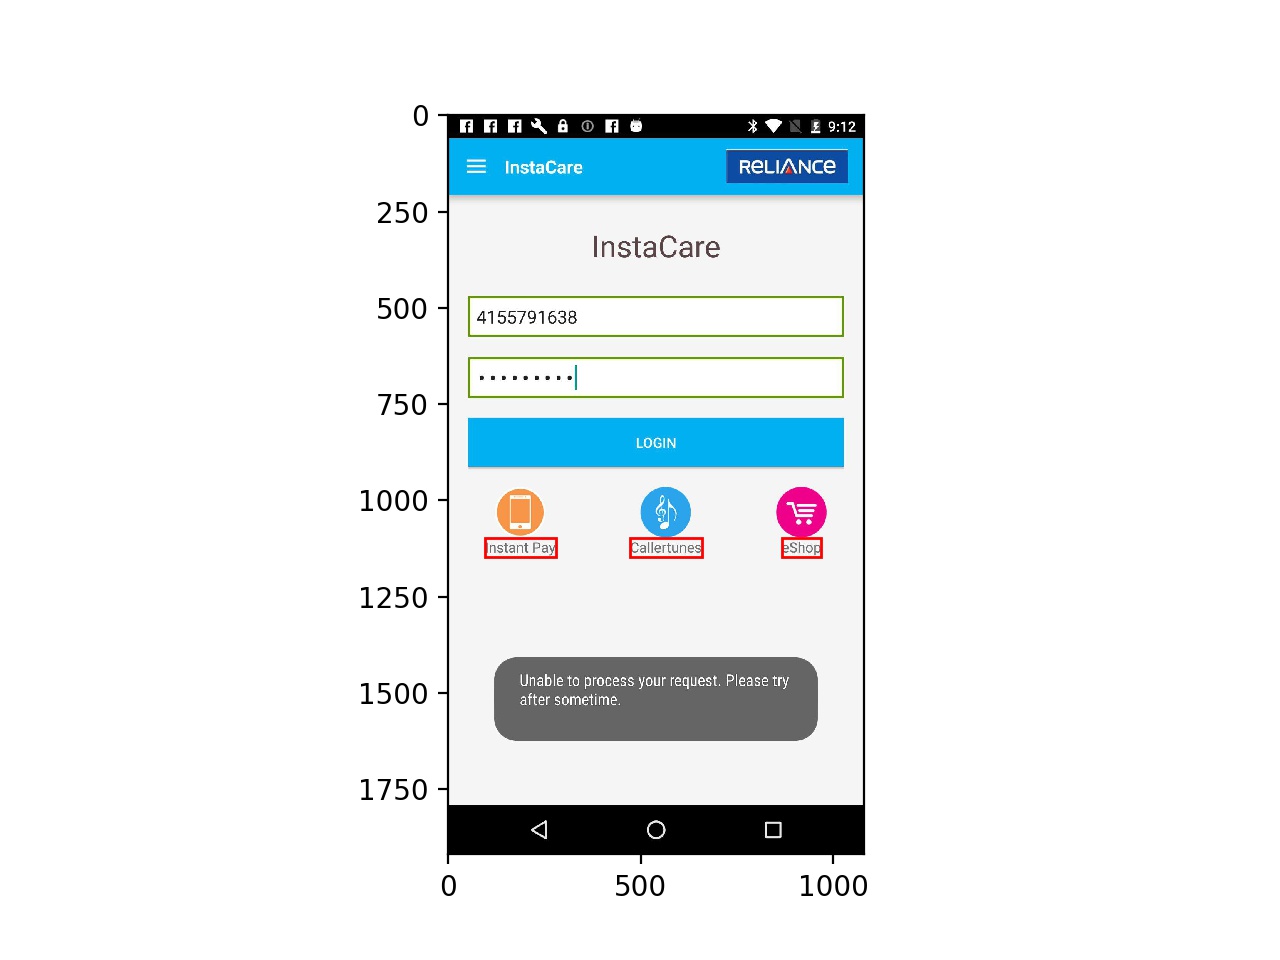 0
250
500
750
1000
1250
1500
1750
0 500 1000
9:12
InstaCare RELIANCE
InstaCare
4155791638
•••••••••
LOGIN
Instant Pay Callertunes eShop
Unable to process your request. Please try
after sometime.